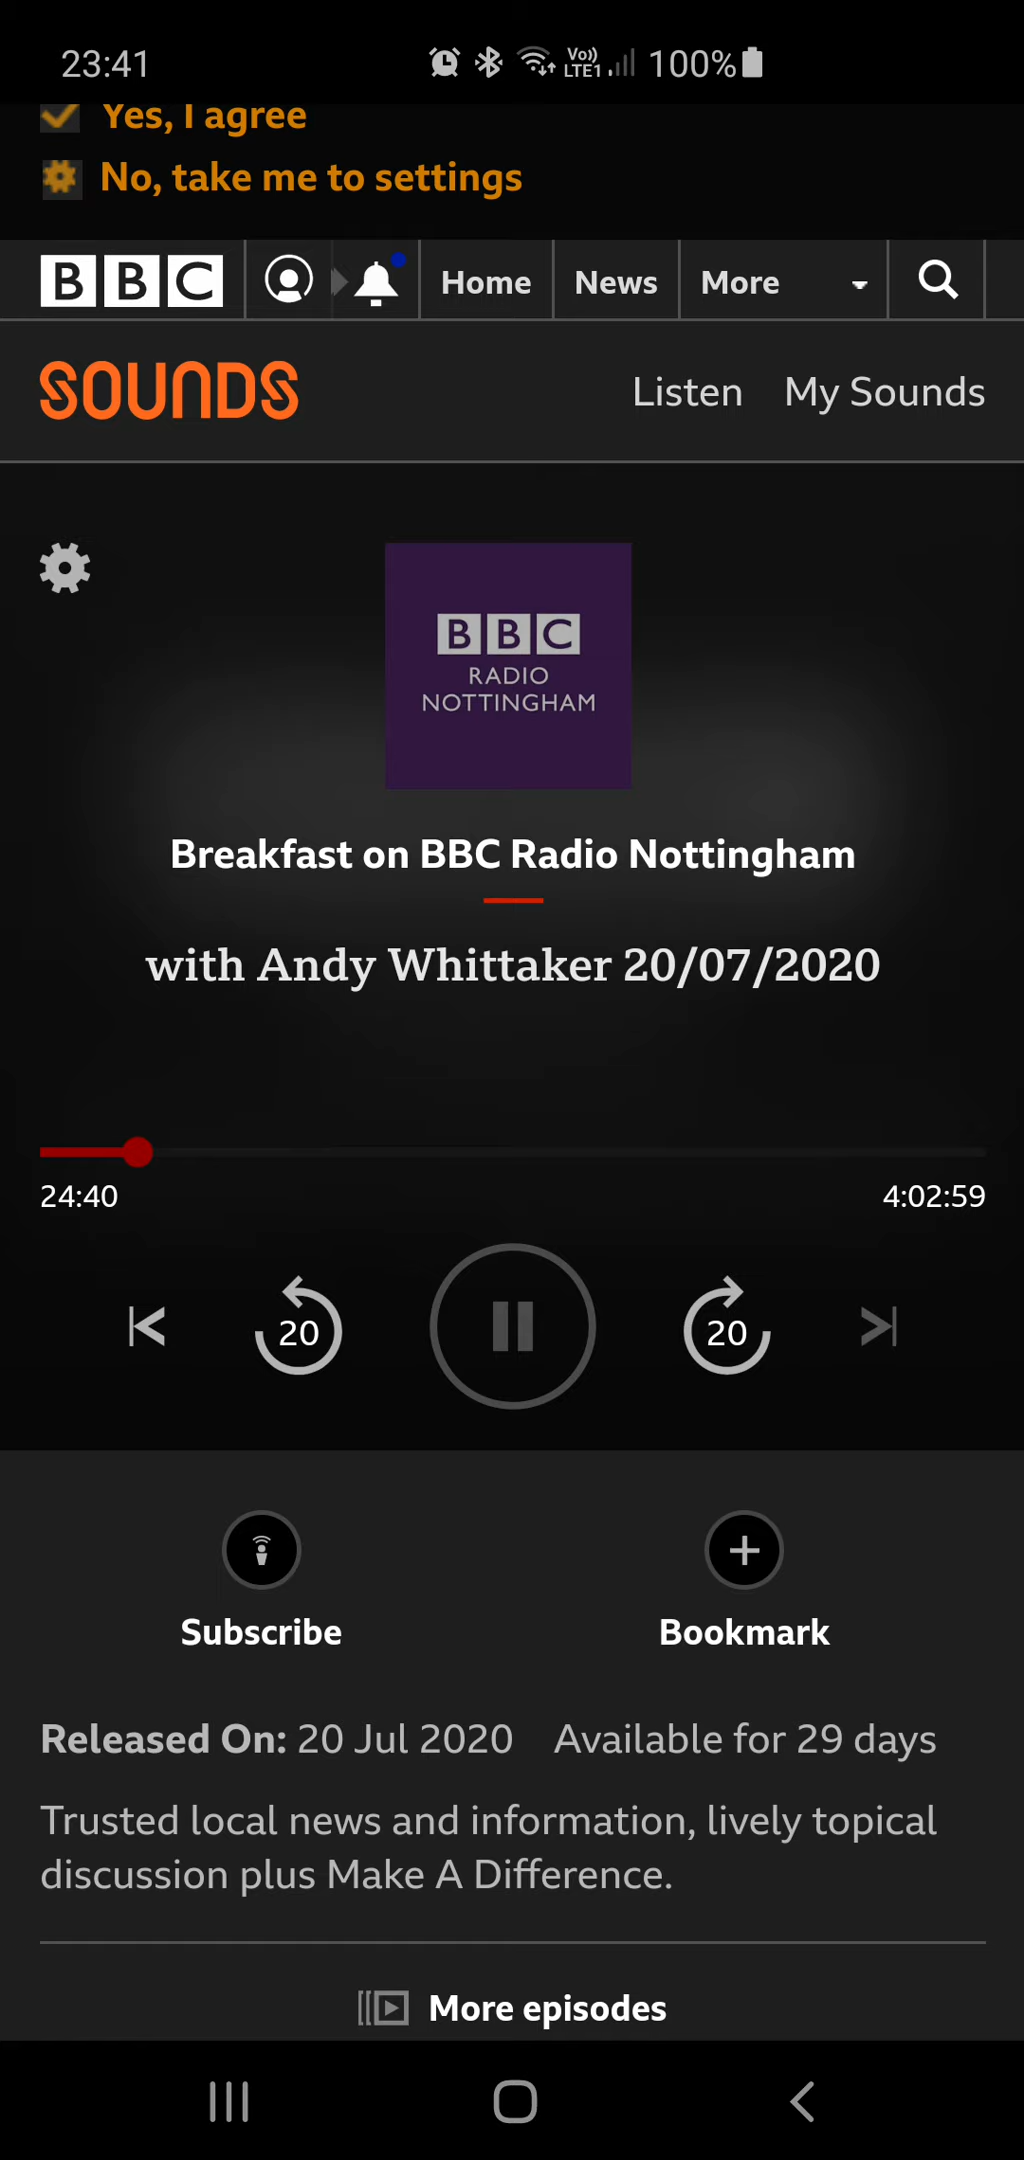 23:41 Vo)) LTE1 100%
Yes, I agree
No, take me to settings
BBC Home News More
SOUNDS Listen My Sounds
BBC
RADIO
NOTTINGHAM
Breakfast on BBC Radio Nottingham
with Andy Whittaker 20/07/2020
24:40 4:02:59
20 20
Subscribe Bookmark
Released On: 20 Jul 2020 Available for 29 days
Trusted local news and information, lively topical
discussion plus Make A Difference.
More episodes